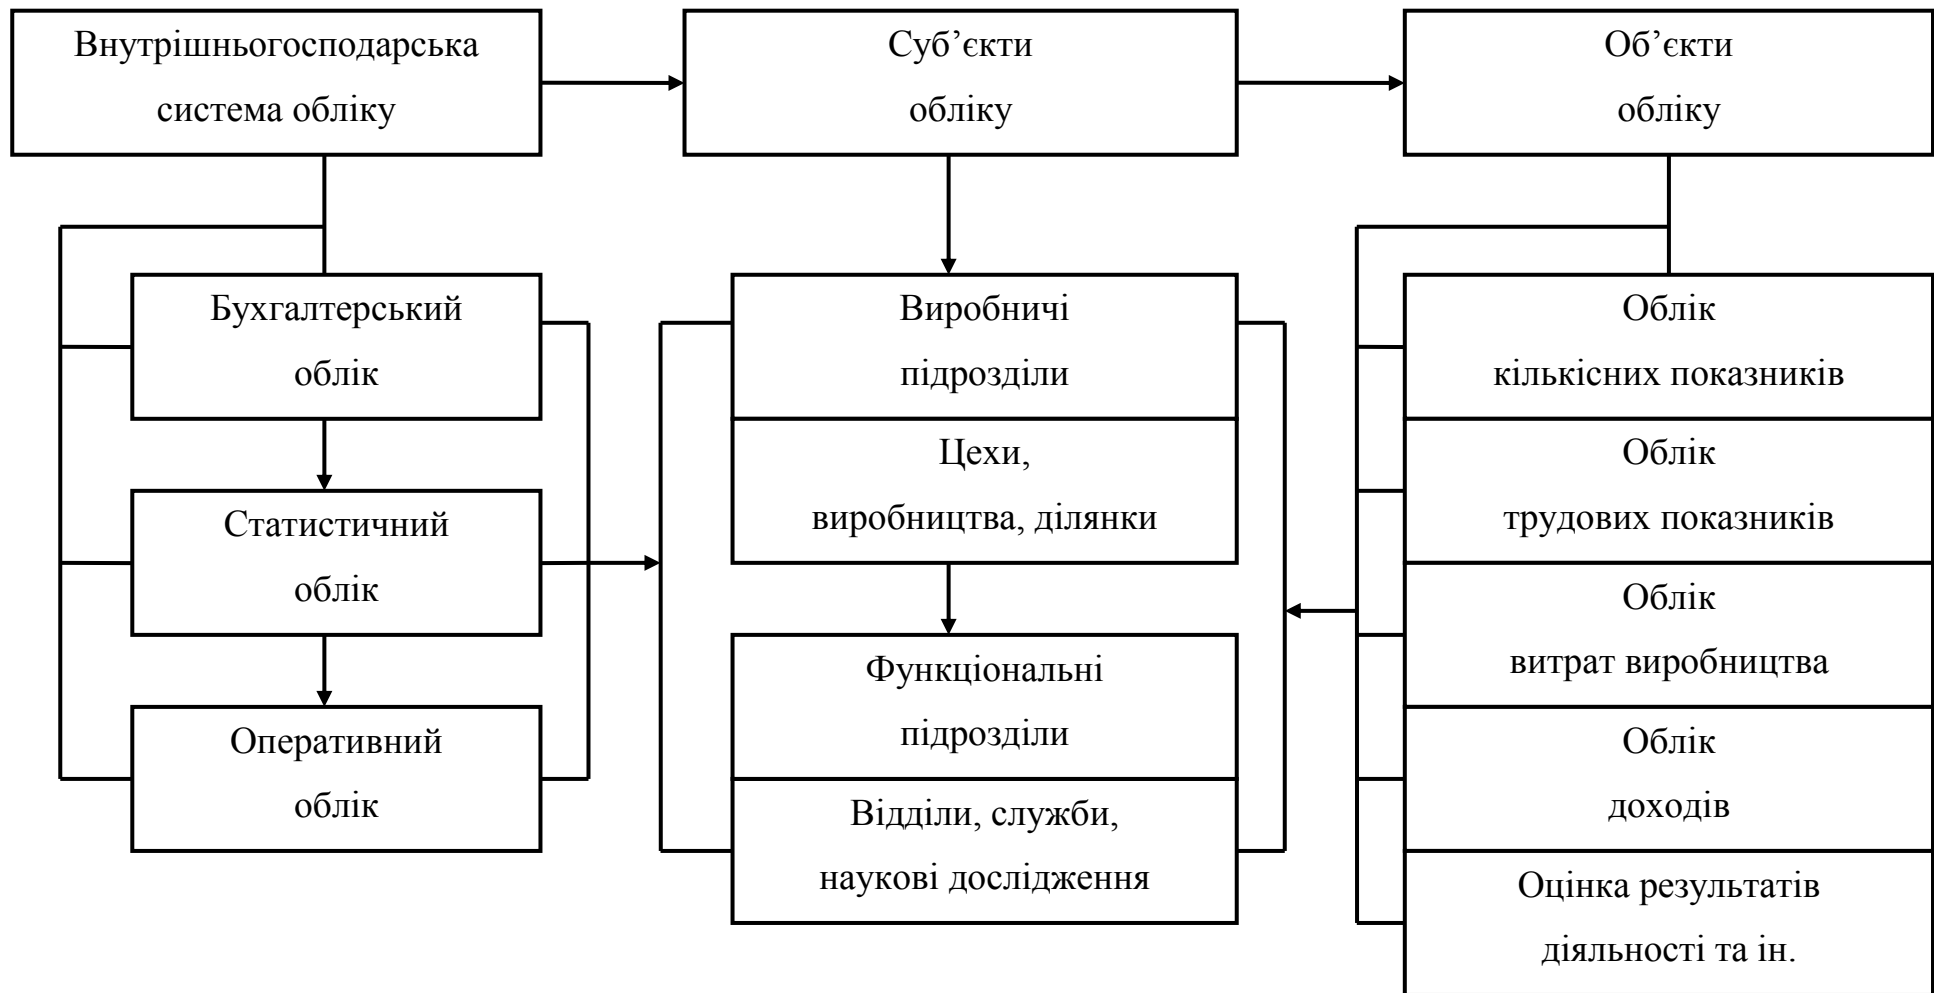 Внутрішньогосподарська
система обліку
Суб’єкти
обліку
Об’єкти
обліку
Бухгалтерський
облік
Статистичний
облік
Оперативний
облік
Виробничі
підрозділи
Цехи,
виробництва, ділянки
Функціональні
підрозділи
Відділи, служби,
наукові дослідження
Облік
кількісних показників
Облік
трудових показників
Облік
витрат виробництва
Облік
доходів
Оцінка результатів
діяльності та ін.